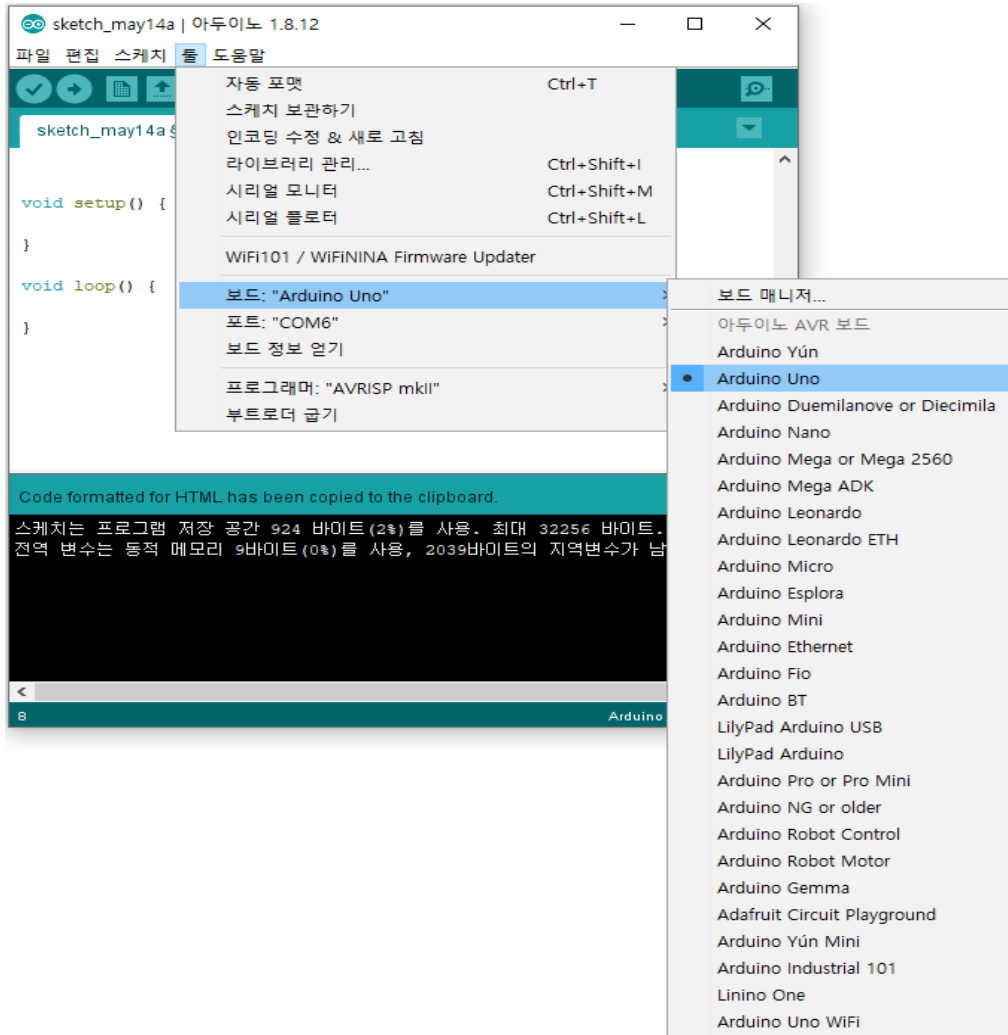 sketch_may14a | 아두이노 1.8.12
파일 편집 스케치 툴 도움말
sketch_may14a §
자동 포맷 Ctrl+T
스케치 보관하기
인코딩 수정 & 새로 고침
라이브러리 관리... Ctrl+Shift+I
시리얼 모니터 Ctrl+Shift+M
시리얼 플로터 Ctrl+Shift+L
WiFi101 / WiFiNINA Firmware Updater
보드: "Arduino Uno"
포트: "COM6"
보드 정보 얻기
프로그래머: "AVRISP mkII"
부트로더 굽기
void setup() {
}
void loop() {
}
보드 매니저...
아두이노 AVR 보드
Arduino Yún
Arduino Uno
Arduino Duemilanove or Diecimila
Arduino Nano
Arduino Mega or Mega 2560
Arduino Mega ADK
Arduino Leonardo
Arduino Leonardo ETH
Arduino Micro
Arduino Esplora
Arduino Mini
Arduino Ethernet
Arduino Fio
Arduino BT
LilyPad Arduino USB
LilyPad Arduino
Arduino Pro or Pro Mini
Arduino NG or older
Arduino Robot Control
Arduino Robot Motor
Arduino Gemma
Adafruit Circuit Playground
Arduino Yún Mini
Arduino Industrial 101
Linino One
Arduino Uno WiFi
Code formatted for HTML has been copied to the clipboard.
스케치는 프로그램 저장 공간 924 바이트(2%)를 사용. 최대 32256 바이트.
전역 변수는 동적 메모리 9바이트(0%)를 사용, 2039바이트의 지역변수가 남
8 Arduino